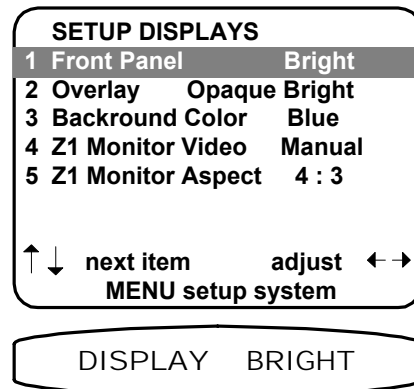 SETUP DISPLAYS
1 Front Panel Bright
2 Overlay Opaque Bright
3 Backround Color Blue
4 Z1 Monitor Video Manual
5 Z1 Monitor Aspect 4 : 3
↑↓ next item adjust ←→
MENU setup system
DISPLAY BRIGHT